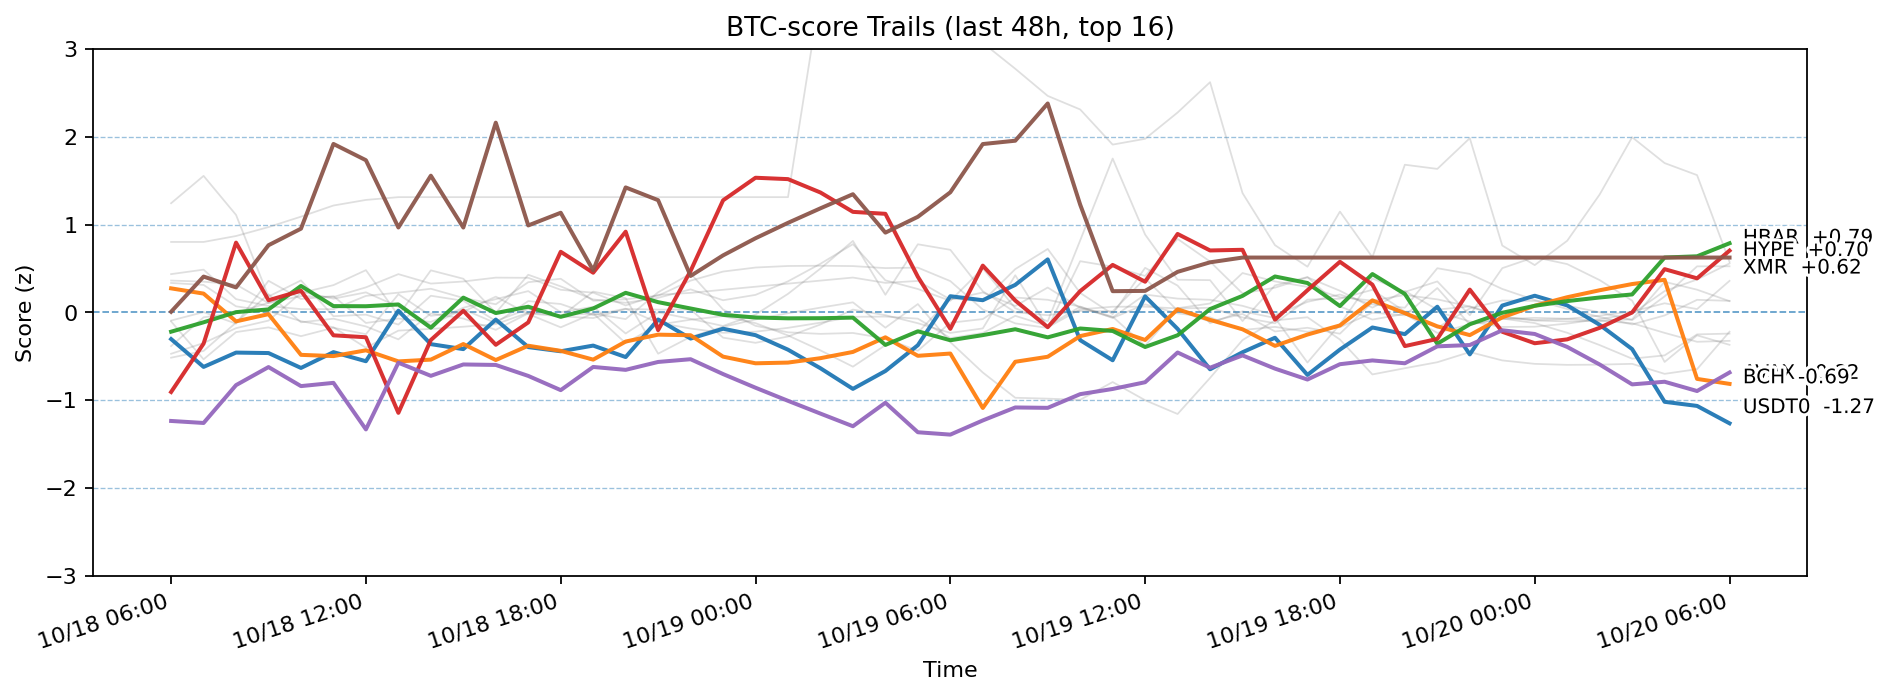 BTC-score Trails (last 48h, top 16)
Score (z)
3
2
1
0
−1
−2
−3
HBAR +0.79
HYPE +0.70
XMR +0.62
BCH -0.69
USDT0 -1.27
10/18 06:00
10/18 12:00
10/18 18:00
10/19 00:00
10/19 06:00
10/19 12:00
10/19 18:00
10/20 00:00
10/20 06:00
Time